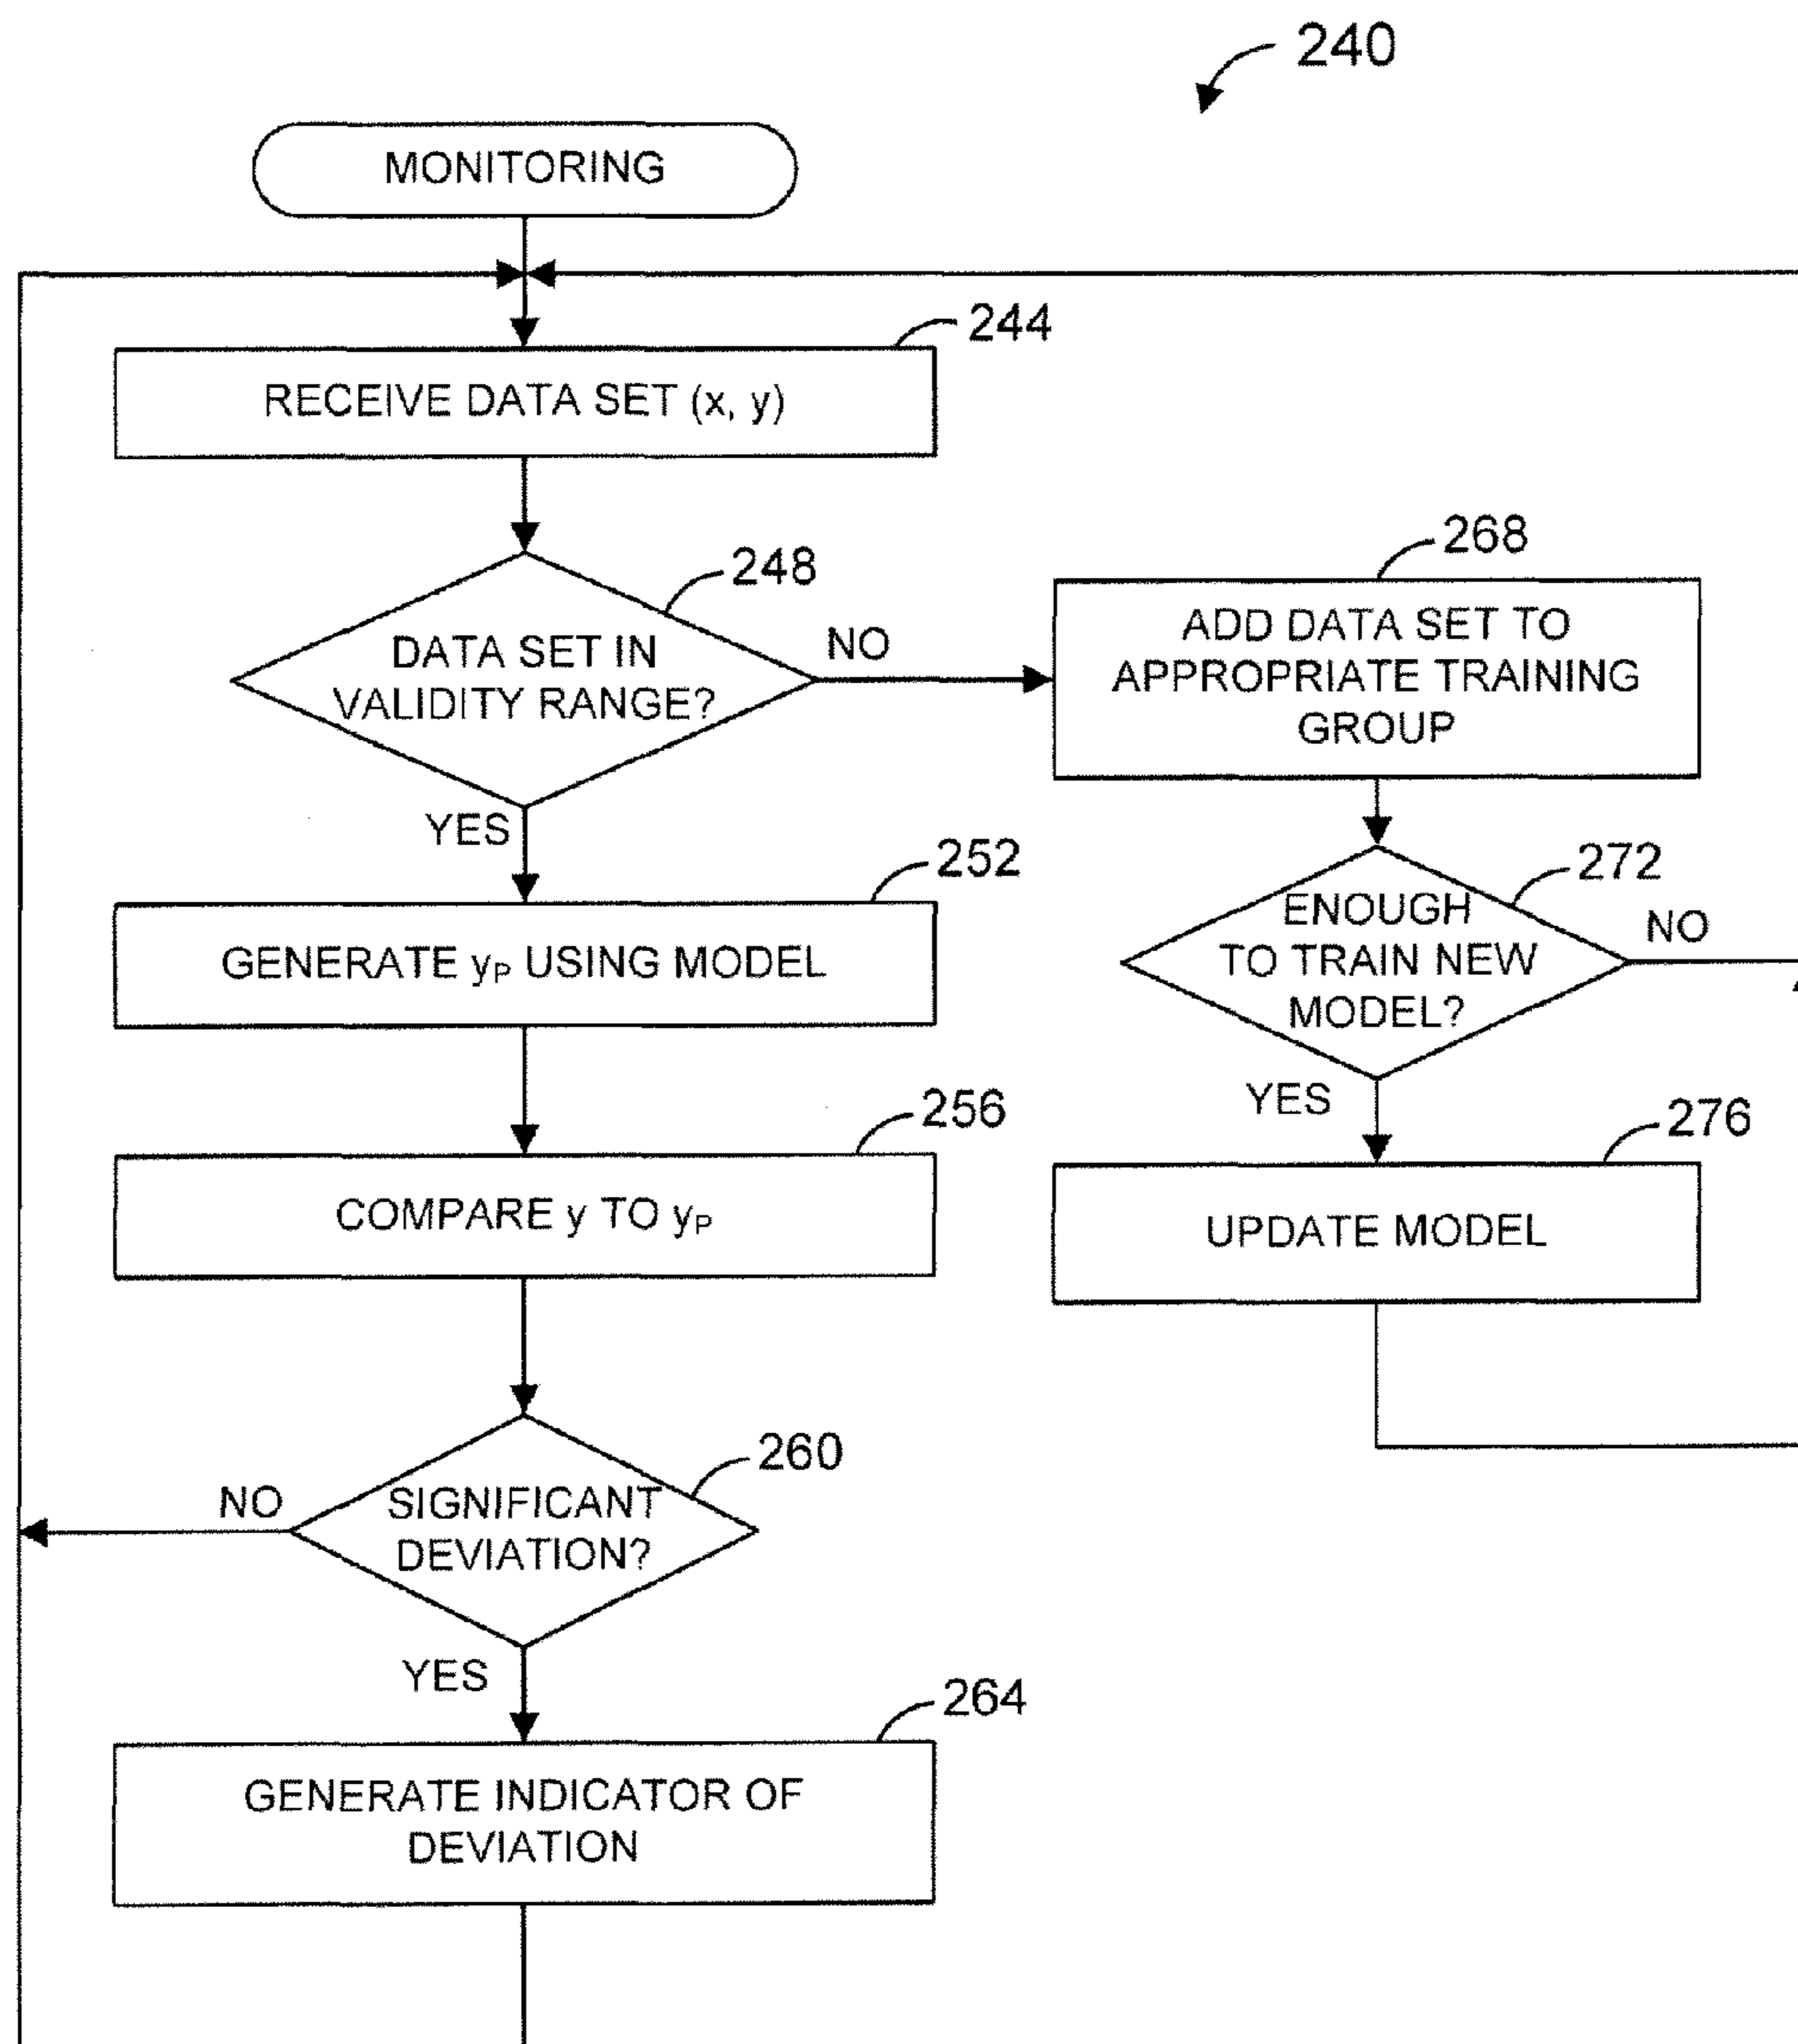 240
MONITORING
244
RECEIVE DATA SET (x, y)
248
DATA SET IN
VALIDITY RANGE?
NO
YES
268
ADD DATA SET TO
APPROPRIATE TRAINING
GROUP
252
GENERATE yP USING MODEL
272
ENOUGH
TO TRAIN NEW
MODEL?
NO
YES
256
COMPARE y TO yP
276
UPDATE MODEL
260
SIGNIFICANT
DEVIATION?
NO
YES
264
GENERATE INDICATOR OF
DEVIATION